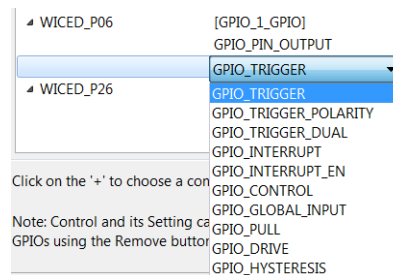 WICED_P06 [GPIO_1_GPIO]
GPIO_PIN_OUTPUT
GPIO_TRIGGER
WICED_P26 GPIO_TRIGGER
GPIO_TRIGGER_POLARITY
GPIO_TRIGGER_DUAL
GPIO_INTERRUPT
GPIO_INTERRUPT_EN
GPIO_CONTROL
GPIO_GLOBAL_INPUT
GPIO_PULL
GPIO_DRIVE
GPIO_HYSTERESIS
Click on the '+' to choose a con
Note: Control and its Setting ca
GPIOs using the Remove button